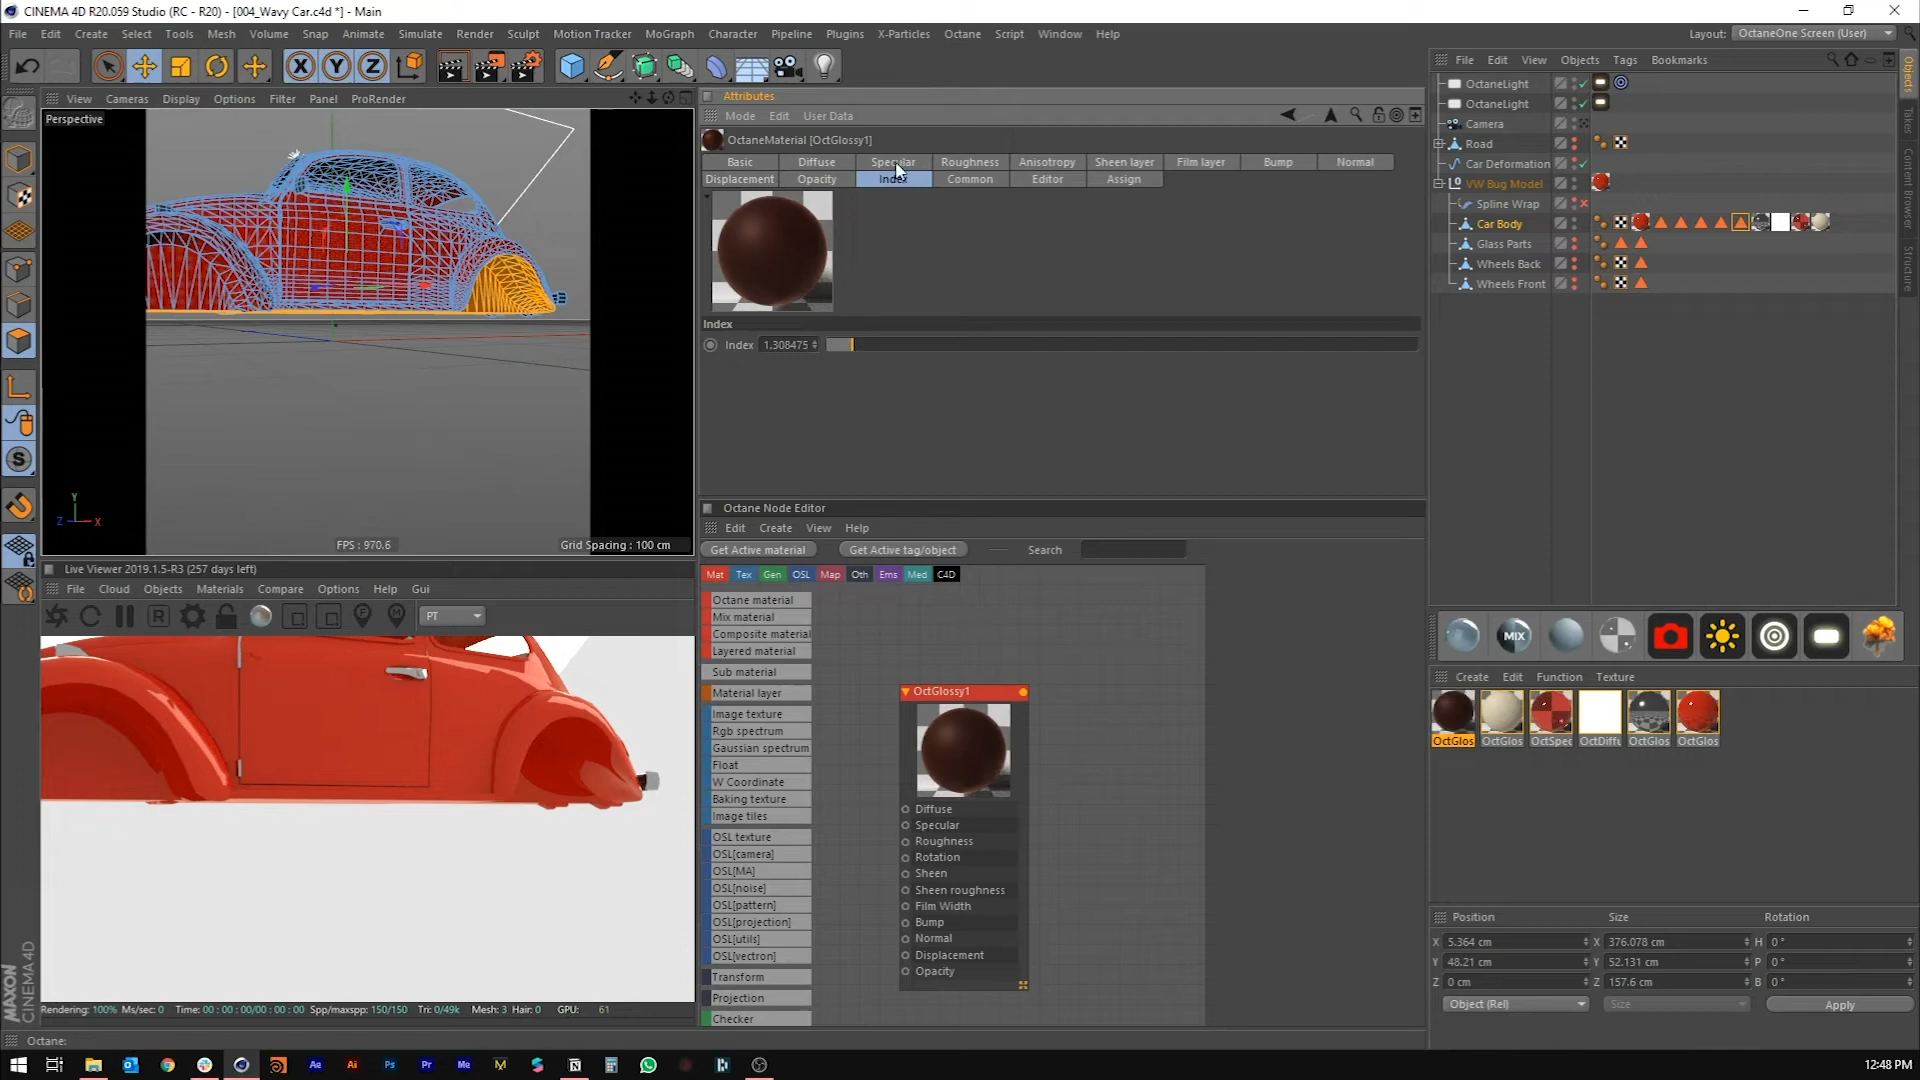 CINEMA 4D R20.059 Studio (RC - R20) - [004_Wavy Car.c4d *] - Main
File Edit Create Select Tools Mesh Volume Snap Animate Simulate Render Sculpt Motion Tracker MoGraph Character Pipeline Plugins X-Particles Octane Script Window Help
Layout: OctaneOne Screen (User)
View Cameras Display Options Filter Panel ProRender
Perspective
Y
Z X
FPS : 970.6
Grid Spacing : 100 cm
Attributes
Mode Edit User Data
OctaneMaterial [OctGlossy1]
Basic Diffuse Specular Roughness Anisotropy Sheen layer Film layer Bump Normal
Displacement Opacity Index Common Editor Assign
Index
Index 1.308475
File Edit View Objects Tags Bookmarks
OctaneLight
OctaneLight
Camera
Road
Car Deformation
VW Bug Model
Spline Wrap
Car Body
Glass Parts
Wheels Back
Wheels Front
Objects
Takes
Content Browser
Structure
Octane Node Editor
Edit Create View Help
Get Active material Get Active tag/object Search
Mat Tex Gen OSL Map Oth Ems Med C4D
Octane material
Mix material
Composite material
Layered material
Sub material
Material layer
Image texture
Rgb spectrum
Gaussian spectrum
Float
W Coordinate
Baking texture
Image tiles
OSL texture
OSL[camera]
OSL[MA]
OSL[noise]
OSL[pattern]
OSL[projection]
OSL[utils]
OSL[vectron]
Transform
Projection
Checker
OctGlossy1
Diffuse
Specular
Roughness
Rotation
Sheen
Sheen roughness
Film Width
Bump
Normal
Displacement
Opacity
Live Viewer 2019.1.5-R3 (257 days left)
File Cloud Objects Materials Compare Options Help Gui
R F M PT
Rendering: 100% Ms/sec: 0 Time: 00 : 00 : 00/00 : 00 : 00 Spp/maxspp: 150/150 Tri: 0/49k Mesh: 3 Hair: 0 GPU: 61
MIX
Create Edit Function Texture
OctGlos OctGlos OctSpec OctDiffu OctGlos OctGlos
Position Size Rotation
X 5.364 cm X 376.078 cm H 0 °
Y 48.21 cm Y 52.131 cm P 0 °
Z 0 cm Z 157.6 cm B 0 °
Object (Rel) Size Apply
MAXON
CINEMA 4D
Octane:
Ae Ai Ps Pr Me
12:48 PM